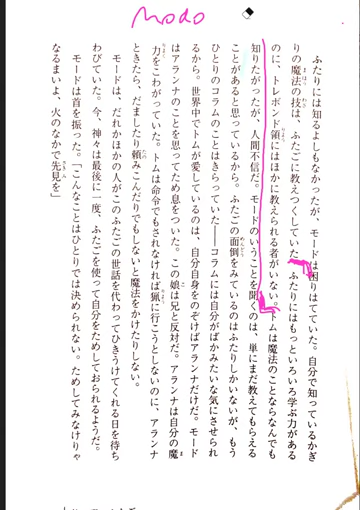 modo
ふたりには知るよしもなかったが、モードは困りはてていた。自分で知っているかぎ
りの魔法の技は、ふたごに教えつくしていた。ふたりにはもっといろいろ学ぶ力がある
のに、トレボンド領にはほかに教えられる者がいない。トムは魔法のことならなんでも
知りたがったが、人間不信だ。モードのいうことを聞くのは、単にまだ教えてもらえる
ことがあると思っているから。ふたごの面倒をみているのはふたりしかいないが、もう
ひとりのコラムのことはきらっていた——コラムには自分がばかみたいな気にさせられ
るから。世界中でトムが愛しているのは、自分自身をのぞけばアランナだけだ。モード
はアランナのことを思ってため息をついた。この娘は兄と反対だ。アランナは自分の魔
力をこわがっていた。トムは命令でもされなければ猟に行こうとしないのに、アランナ
ときたら、だましたり頼みこんだりでもしないと魔法をかけたりしない。
モードは、だれかほかの人がこのふたごの世話を代わってひきうけてくれる日を待ち
わびていた。今、神々は最後に一度、ふたごを使って自分をためしておられるようだ。
モードは首を振った。「こんなことはひとりでは決められない。ためしてみなけりゃ
なるまいよ、火のなかで先見を」